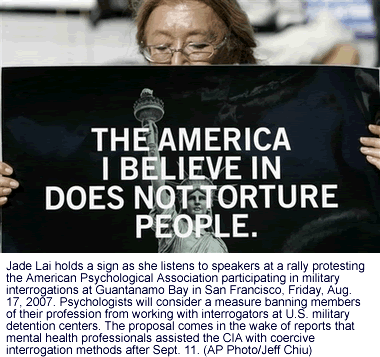 THE AMERICA
I BELIEVE IN
DOES NOT TORTURE
PEOPLE.
Jade Lai holds a sign as she listens to speakers at a rally protesting
the American Psychological Association participating in military
interrogations at Guantanamo Bay in San Francisco, Friday, Aug.
17, 2007. Psychologists will consider a measure banning members
of their profession from working with interrogators at U.S. military
detention centers. The proposal comes in the wake of reports that
mental health professionals assisted the CIA with coercive
interrogation methods after Sept. 11. (AP Photo/Jeff Chiu)